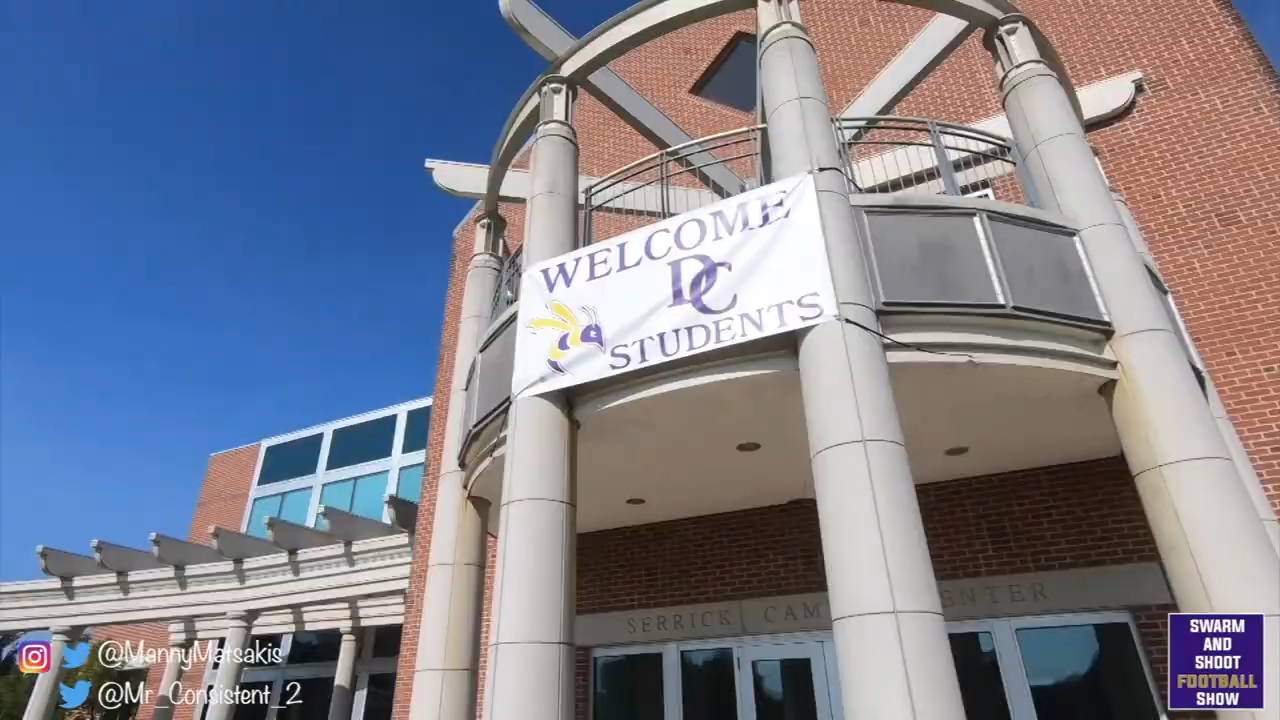 WELCOME
DC
STUDENTS
SERRICK CAM ENTER
@MannyMatsakis
@Mr_Consistent_2
SWARM
AND
SHOOT
FOOTBALL
SHOW